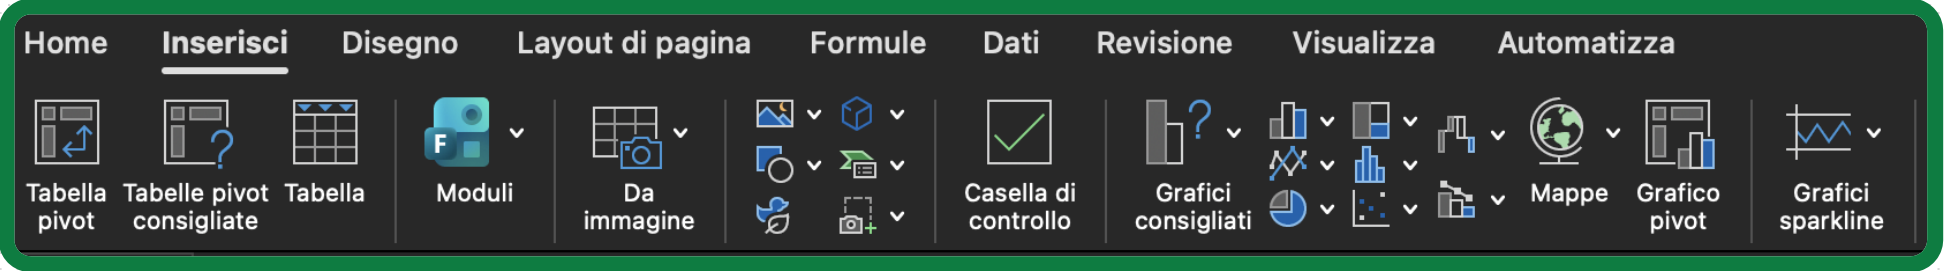 Home Inserisci Disegno Layout di pagina Formule Dati Revisione Visualizza Automatizza
Tabella
pivot
Tabelle pivot
consigliate
Tabella
F
Moduli
Da
immagine
Casella di
controllo
?
Grafici
consigliati
Mappe
Grafico
pivot
Grafici
sparkline